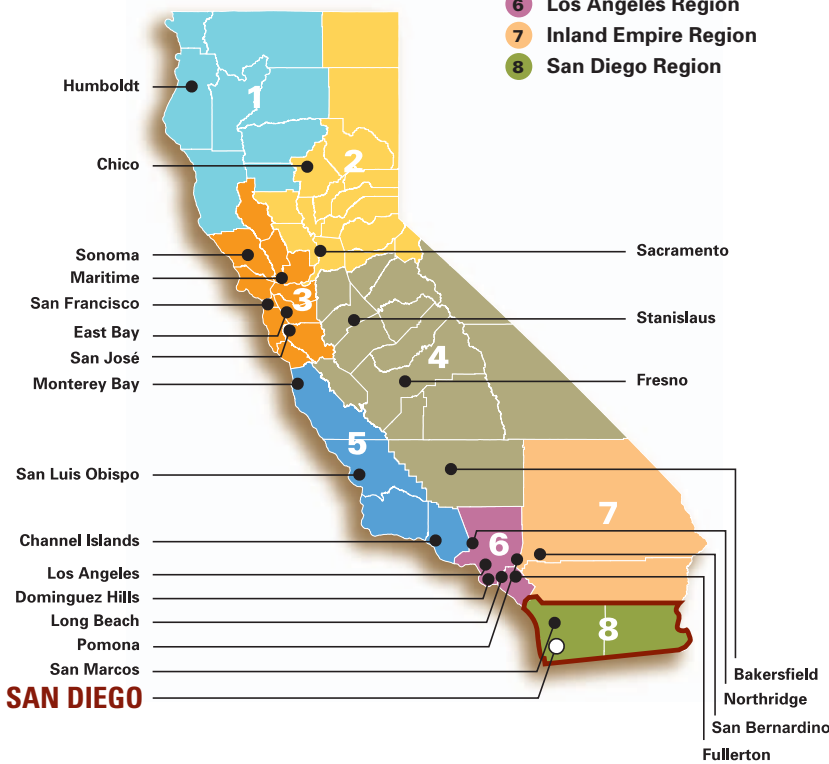 6 Los Angeles Region
7 Inland Empire Region
8 San Diego Region
Humboldt
1
Chico
2
Sonoma
Sacramento
Maritime
San Francisco
3
East Bay
Stanislaus
San José
4
Monterey Bay
Fresno
5
San Luis Obispo
7
Channel Islands
6
Los Angeles
Dominguez Hills
Long Beach
8
Pomona
San Marcos
SAN DIEGO
Bakersfield
Northridge
San Bernardino
Fullerton